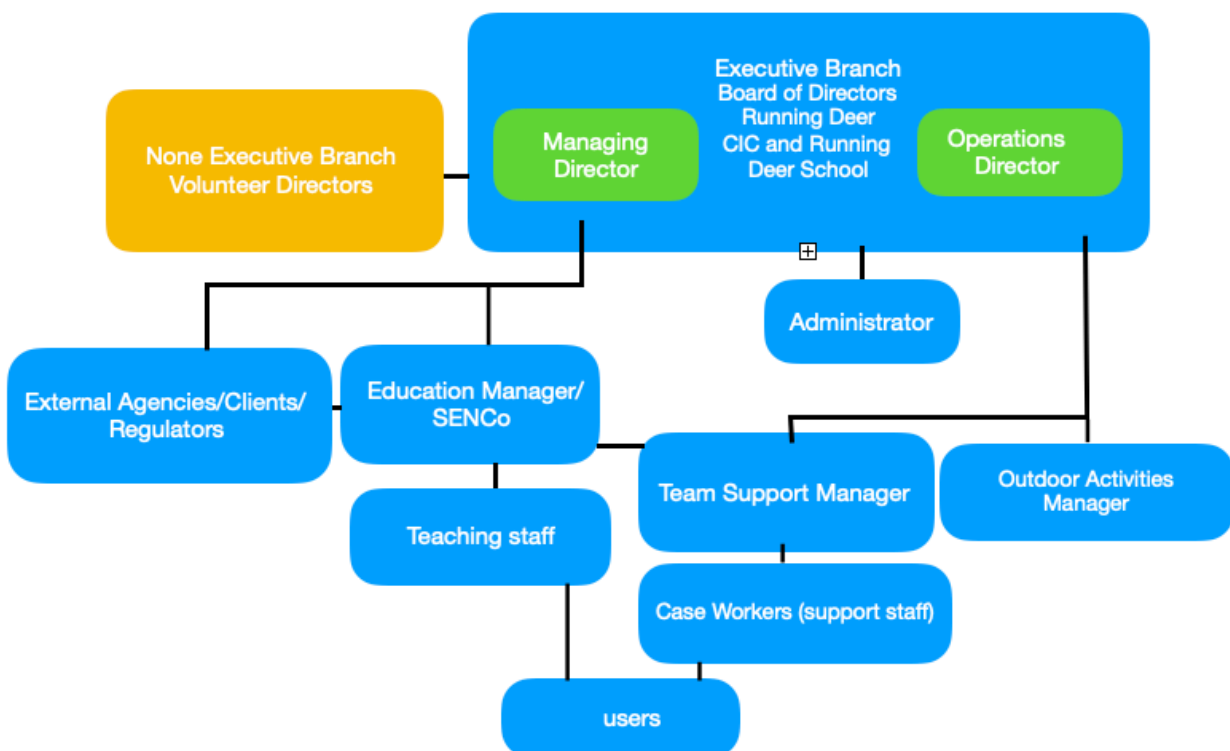 Executive Branch
Board of Directors
Running Deer
CIC and Running
Deer School
Managing
Director
Operations
Director
None Executive Branch
Volunteer Directors
Administrator
External Agencies/Clients/
Regulators
Education Manager/
SENCo
Team Support Manager
Outdoor Activities
Manager
Teaching staff
Case Workers (support staff)
users